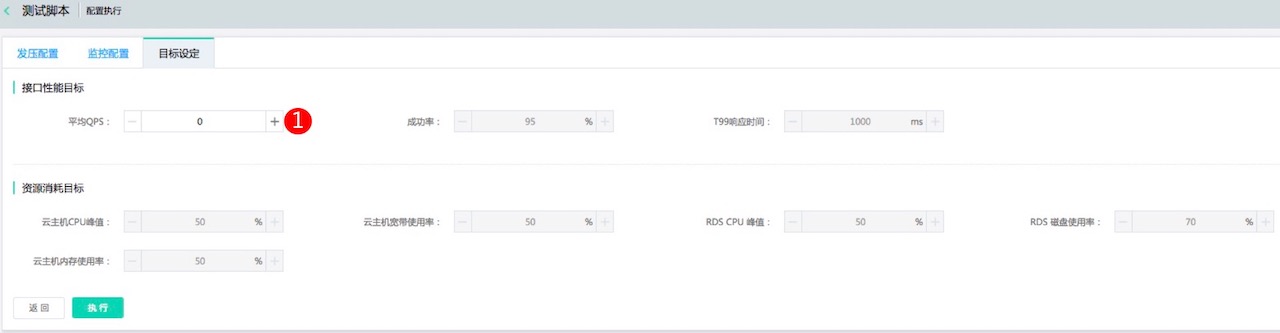 测试脚本 配置执行
发压配置 监控配置 目标设定
接口性能目标
平均QPS： 0 1 成功率： 95 % T99响应时间： 1000 ms
资源消耗目标
云主机CPU峰值： 50 % 云主机宽带使用率： 50 % RDS CPU 峰值： 50 % RDS 磁盘使用率： 70 %
云主机内存使用率： 50 %
返回 执行